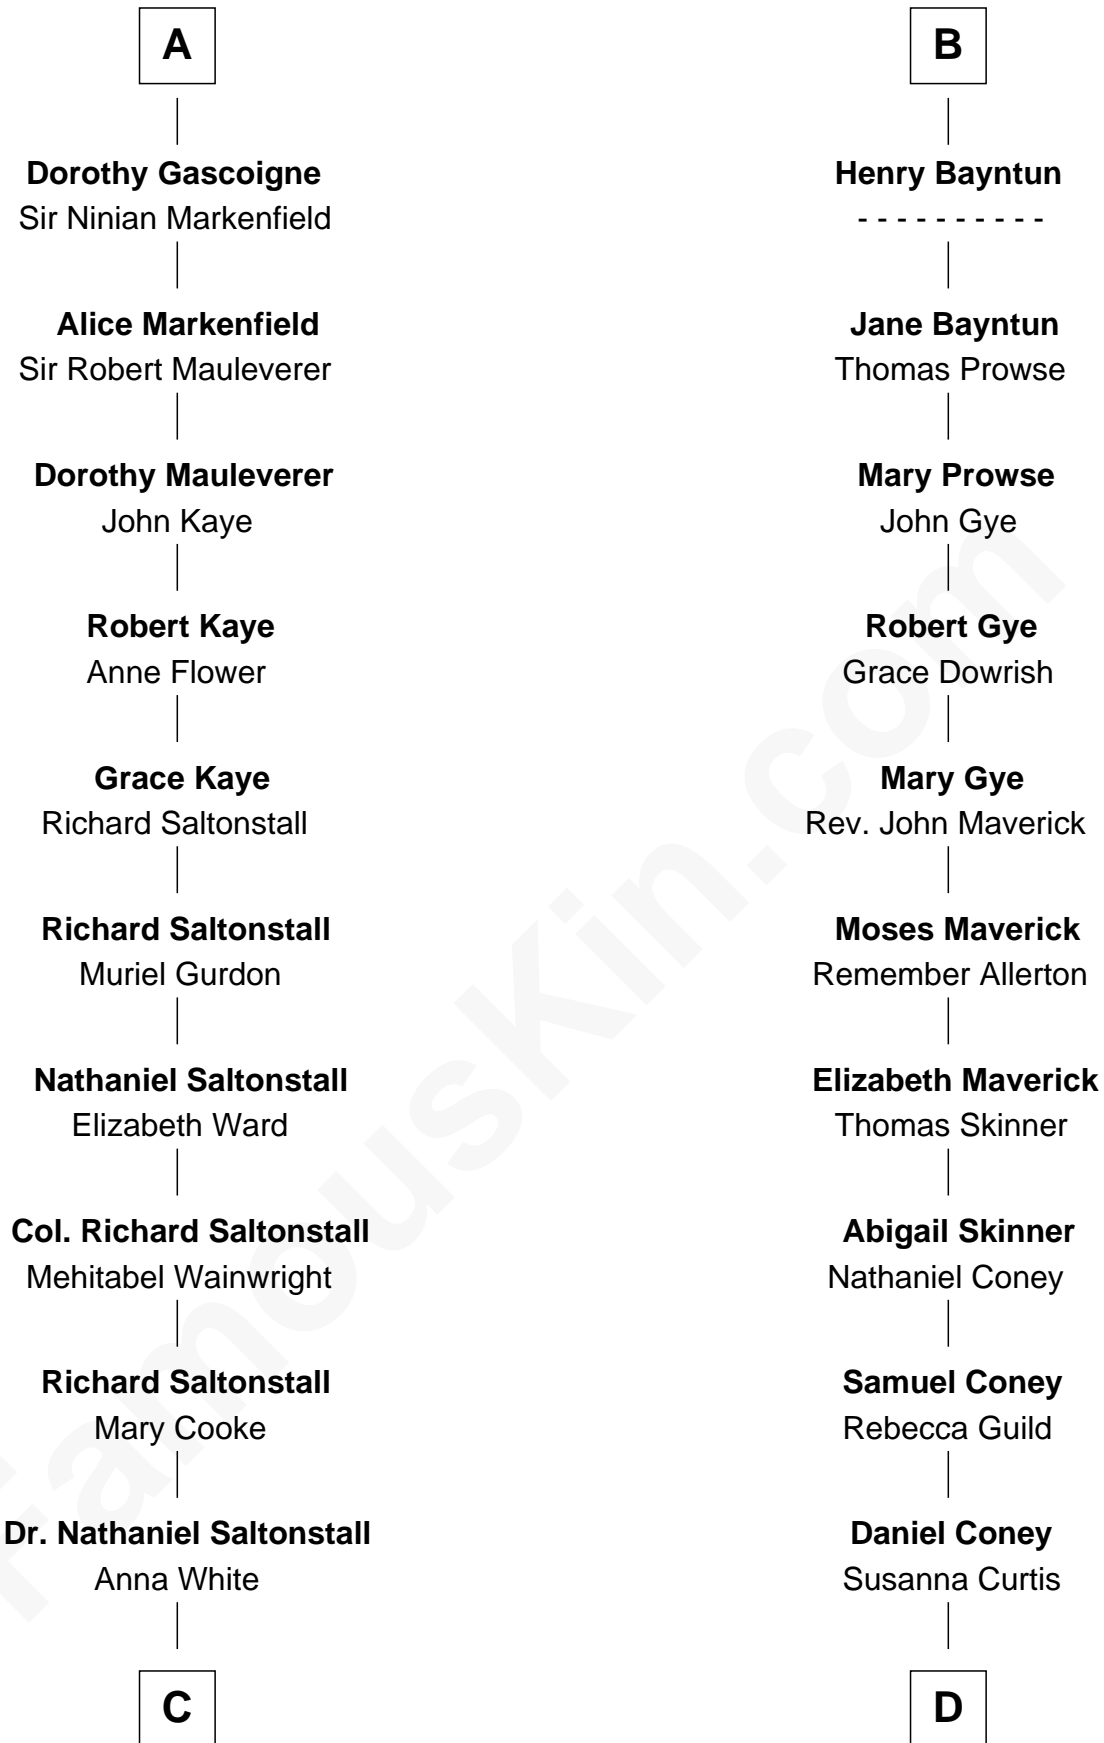 A
Dorothy Gascoigne
Sir Ninian Markenfield
Alice Markenfield
Sir Robert Mauleverer
Dorothy Mauleverer
John Kaye
Robert Kaye
Anne Flower
Grace Kaye
Richard Saltonstall
Richard Saltonstall
Muriel Gurdon
Nathaniel Saltonstall
Elizabeth Ward
Col. Richard Saltonstall
Mehitabel Wainwright
Richard Saltonstall
Mary Cooke
Dr. Nathaniel Saltonstall
Anna White
C
B
Henry Bayntun
- - - - - - - - - -
Jane Bayntun
Thomas Prowse
Mary Prowse
John Gye
Robert Gye
Grace Dowrish
Mary Gye
Rev. John Maverick
Moses Maverick
Remember Allerton
Elizabeth Maverick
Thomas Skinner
Abigail Skinner
Nathaniel Coney
Samuel Coney
Rebecca Guild
Daniel Coney
Susanna Curtis
D
FamousKin.com